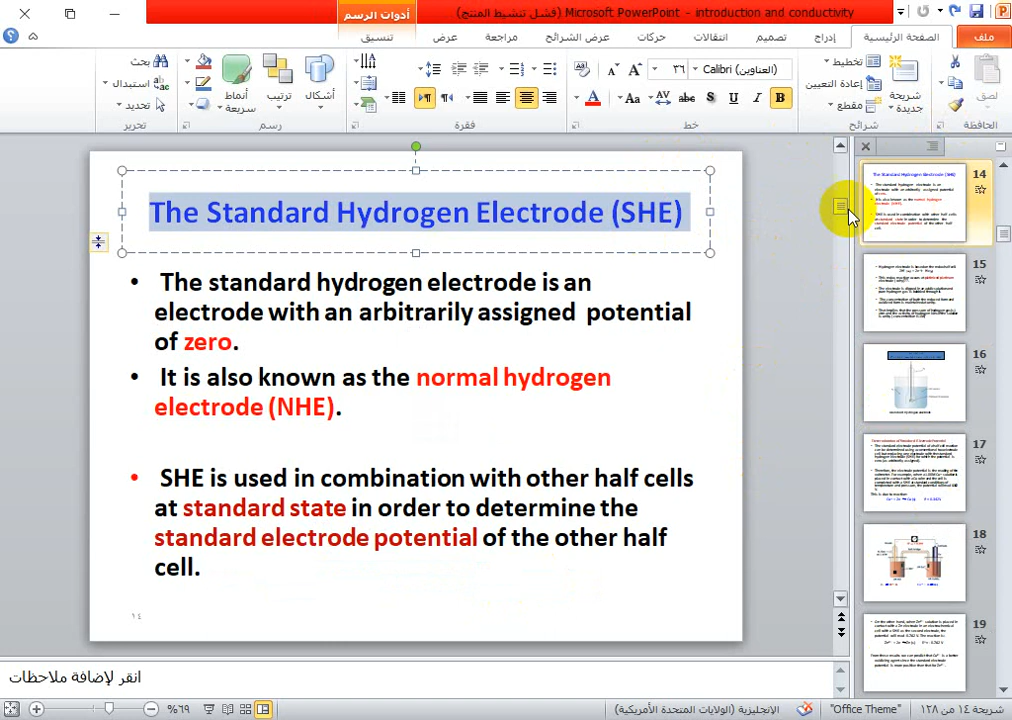 introduction and conductivity - Microsoft PowerPoint (فشل تنشيط المنتج)
أدوات الرسم
ملف
الصفحة الرئيسية
إدراج
تصميم
انتقالات
حركات
عرض الشرائح
مراجعة
عرض
تنسيق
لصق
الحافظة
شريحة جديدة
تخطيط
إعادة التعيين
مقطع
شرائح
Calibri (العناوين)
٣٦
خط
فقرة
أشكال
ترتيب
أنماط سريعة
رسم
بحث
استبدال
تحديد
تحرير
The Standard Hydrogen Electrode (SHE)
• The standard hydrogen electrode is an
electrode with an arbitrarily assigned potential
of zero.
• It is also known as the normal hydrogen
electrode (NHE).
• SHE is used in combination with other half cells
at standard state in order to determine the
standard electrode potential of the other half
cell.
١٤
14
The Standard Hydrogen Electrode (SHE)
15
16
17
18
19
انقر لإضافة ملاحظات
شريحة ١٤ من ١٢٨
"Office Theme"
الإنجليزية (الولايات المتحدة الأمريكية)
%٦٩